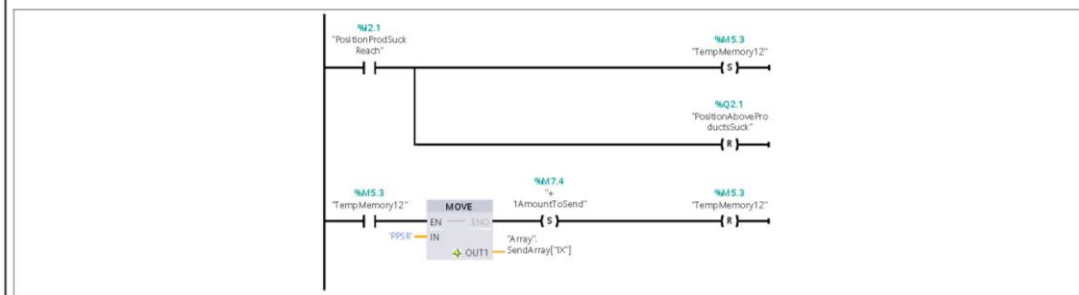 %I2.1
"PositionProdSuck
Reach"
%M5.3
"TempMemory12"
S
%Q2.1
"PositionAbovePro
ductsSuck"
R
%M5.3
"TempMemory12"
MOVE
EN
ENO
'PPSR'
IN
OUT1
"Array".
SendArray["IX"]
%M7.4
"+
1AmountToSend"
S
%M5.3
"TempMemory12"
R